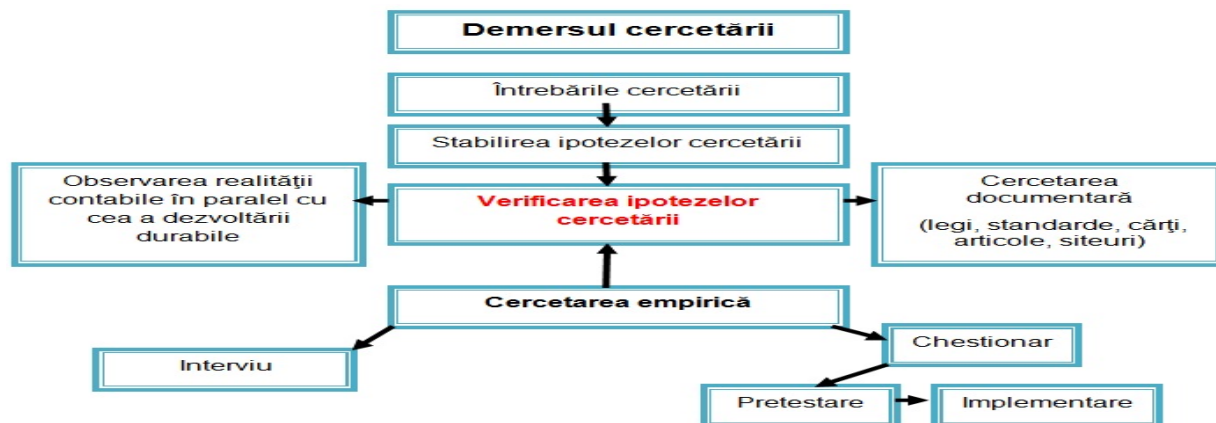 Demersul cercetării
Întrebările cercetării
Stabilirea ipotezelor cercetării
Observarea realităţii
contabile în paralel cu
cea a dezvoltării
durabile
Verificarea ipotezelor
cercetării
Cercetarea
documentară
(legi, standarde, cărţi,
articole, siteuri)
Cercetarea empirică
Interviu
Chestionar
Pretestare
Implementare